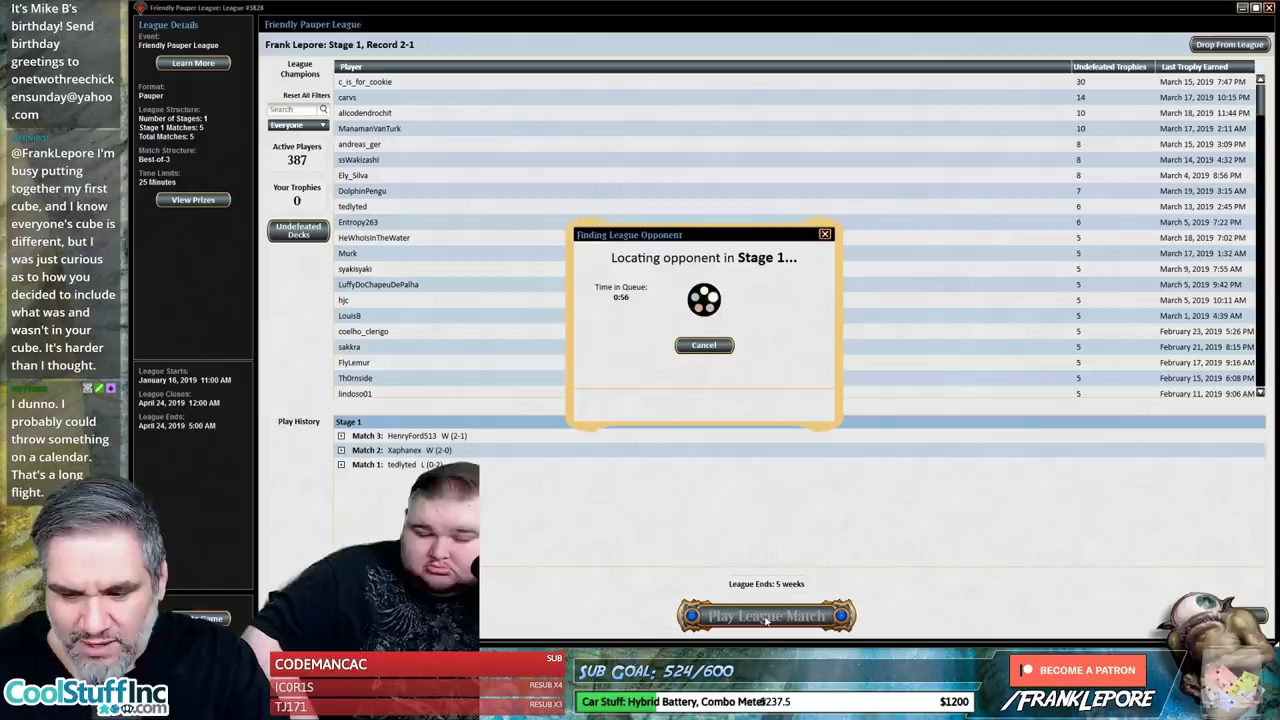 It's Mike B's
birthday! Send
birthday
greetings to
onetwothreechick
ensunday@yahoo
.com
@FrankLepore I'm
busy putting
together my first
cube, and I know
everyone's cube is
different, but I
was just curious
as to how you
decided to include
what was and
wasn't in your
cube. It's harder
than I thought.
I dunno. I
probably could
throw something
on a calendar.
That's a long
flight.
Friendly Pauper League: League #3828
League Details
Event:
Friendly Pauper League
Learn More
Format:
Pauper
League Structure:
Number of Stages: 1
Stage 1 Matches: 5
Total Matches: 5
Match Structure:
Best-of-3
Time Limits:
25 Minutes
View Prizes
League Starts:
January 16, 2019 11:00 AM
League Closes:
April 24, 2019 12:00 AM
League Ends:
April 24, 2019 5:00 AM
Friendly Pauper League
Frank Lepore: Stage 1, Record 2-1
Drop From League
League
Champions
Reset All Filters
Search
Everyone
Active Players
387
Your Trophies
0
Undefeated
Decks
Player Undefeated Trophies Last Trophy Earned
c_is_for_cookie 30 March 15, 2019 7:47 PM
carvs 14 March 17, 2019 10:15 PM
alicodendrochit 10 March 18, 2019 11:44 PM
ManamanVanTurk 10 March 17, 2019 2:11 AM
andreas_ger 8 March 15, 2019 3:09 PM
ssWakizashi 8 March 14, 2019 4:32 PM
Ely_Silva 8 March 4, 2019 8:56 PM
DolphinPengu 7 March 19, 2019 3:15 AM
tedlyted 6 March 13, 2019 2:45 PM
Entropy263 6 March 5, 2019 7:22 PM
HeWhoIsInTheWater 5 March 18, 2019 7:02 PM
Murk 5 March 17, 2019 1:32 AM
syakisyaki 5 March 9, 2019 7:55 AM
LuffyDoChapeuDePalha 5 March 5, 2019 9:42 PM
hjc 5 March 5, 2019 10:11 AM
LouisB 5 March 1, 2019 4:39 AM
coelho_clerigo 5 February 23, 2019 5:26 PM
sakkra 5 February 21, 2019 8:15 PM
FlyLemur 5 February 17, 2019 9:16 AM
Th0rnside 5 February 15, 2019 6:08 PM
lindoso01 5 February 11, 2019 9:06 AM
Finding League Opponent
Locating opponent in Stage 1...
Time in Queue:
0:56
Cancel
Play History
Stage 1
Match 3: HenryFord513 W (2-1)
Match 2: Xaphanex W (2-0)
Match 1: tedlyted L (0-2)
League Ends: 5 weeks
Play League Match
Game
CODEMANCAC SUB
IC0R1S RESUB X4
TJ171 RESUB X3
SUB GOAL: 524/600
Car Stuff: Hybrid Battery, Combo Mete $237.5 $1200
BECOME A PATRON
/FRANKLEPORE
CoolStuffInc
.com